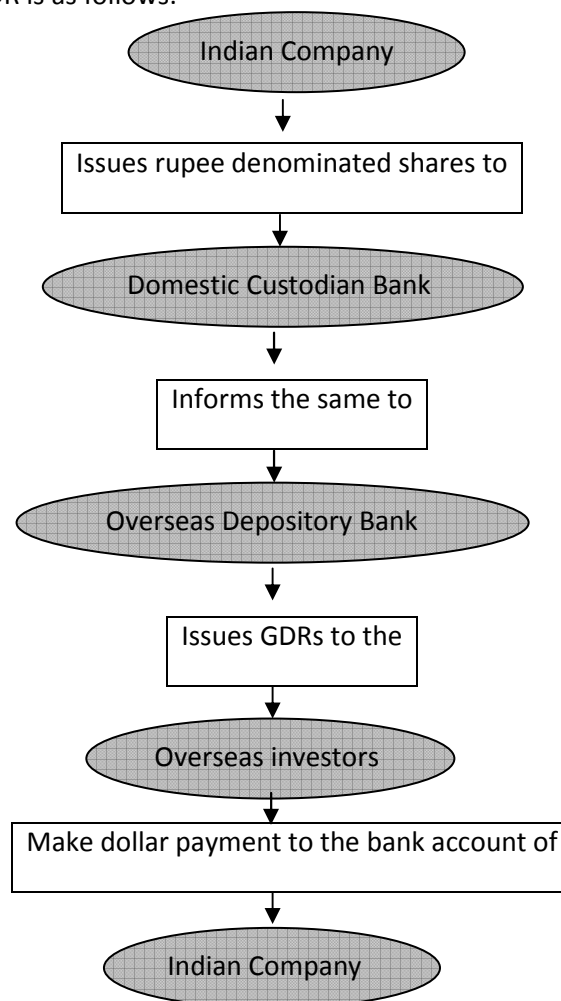 is as follows:
Indian Company
Issues rupee denominated shares to
Domestic Custodian Bank
Informs the same to
Overseas Depository Bank
Issues GDRs to the
Overseas investors
Make dollar payment to the bank account of
Indian Company